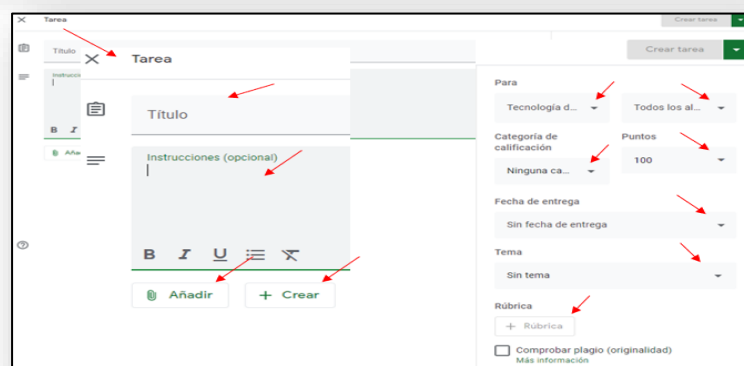 Tarea
Crear tarea
Título
Crear tarea
Tarea
Título
Instrucciones (opcional)
B I U
Añadir
+ Crear
B I
Para
Tecnología d...
Todos los al...
Categoría de calificación
Puntos
Ninguna ca...
100
Fecha de entrega
Sin fecha de entrega
Tema
Sin tema
Rúbrica
+ Rúbrica
Comprobar plagio (originalidad)
Más información